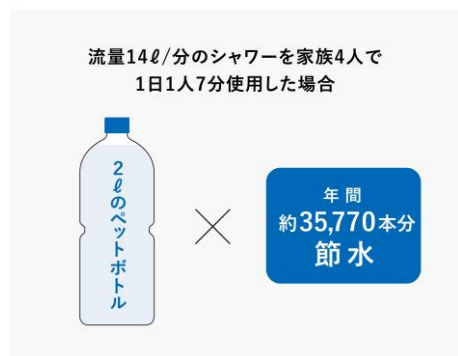 流量14ℓ/分のシャワーを家族4人で
1日1人7分使用した場合
2ℓのペットボトル
年間
約35,770本分
節水